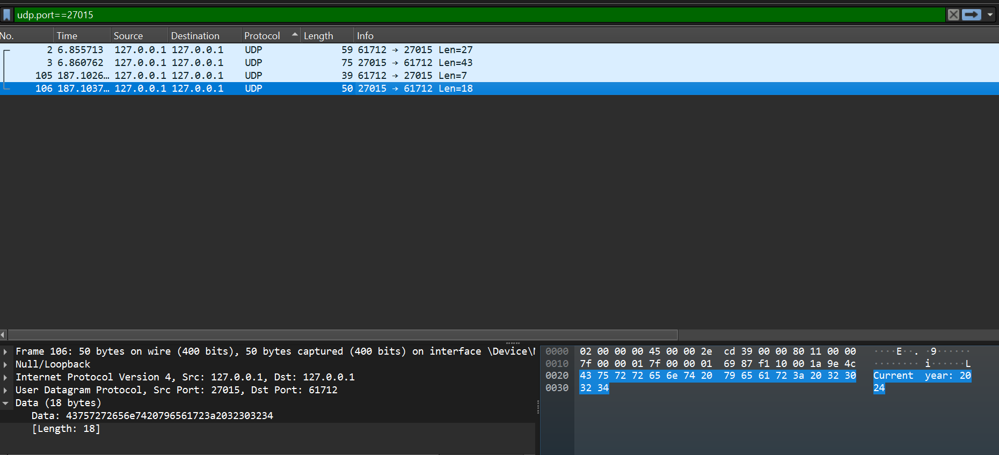 udp.port==27015
No. Time Source Destination Protocol Length Info
2 6.855713 127.0.0.1 127.0.0.1 UDP 59 61712 → 27015 Len=27
3 6.860762 127.0.0.1 127.0.0.1 UDP 75 27015 → 61712 Len=43
105 187.1026… 127.0.0.1 127.0.0.1 UDP 39 61712 → 27015 Len=7
106 187.1037… 127.0.0.1 127.0.0.1 UDP 50 27015 → 61712 Len=18
Frame 106: 50 bytes on wire (400 bits), 50 bytes captured (400 bits) on interface \Device\
Null/Loopback
Internet Protocol Version 4, Src: 127.0.0.1, Dst: 127.0.0.1
User Datagram Protocol, Src Port: 27015, Dst Port: 61712
Data (18 bytes)
Data: 43757272656e7420796561723a2032303234
[Length: 18]
0000 02 00 00 00 45 00 00 2e cd 39 00 00 80 11 00 00 ····E··. ·9······
0010 7f 00 00 01 7f 00 00 01 69 87 f1 10 00 1a 9e 4c ········ i······L
0020 43 75 72 72 65 6e 74 20 79 65 61 72 3a 20 32 30 Current year: 20
0030 32 34 24